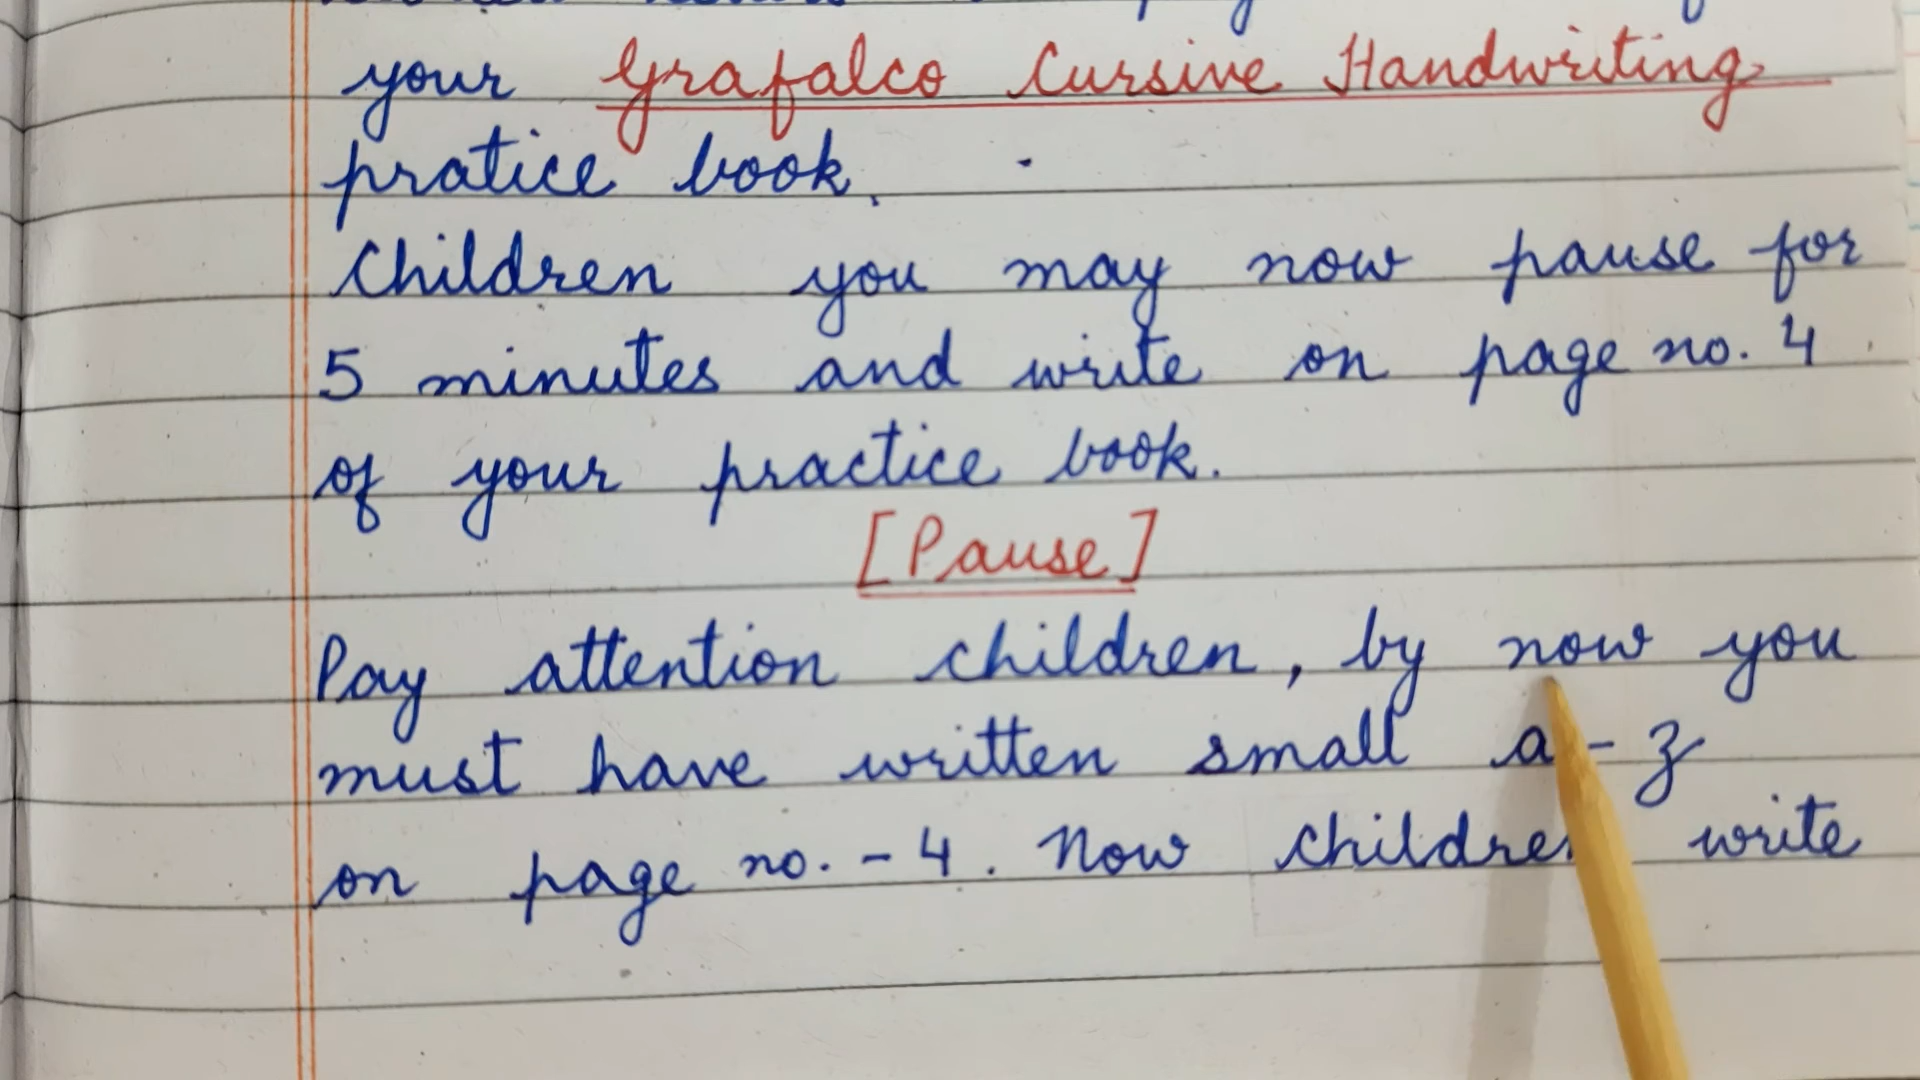 your Grafalco Cursive Handwriting
pratice book.
Children you may now pause for
5 minutes and write on page no. 4
of your practice book.
[Pause]
Pay attention children, by now you
must have written small a - z
on page no. - 4. Now children write